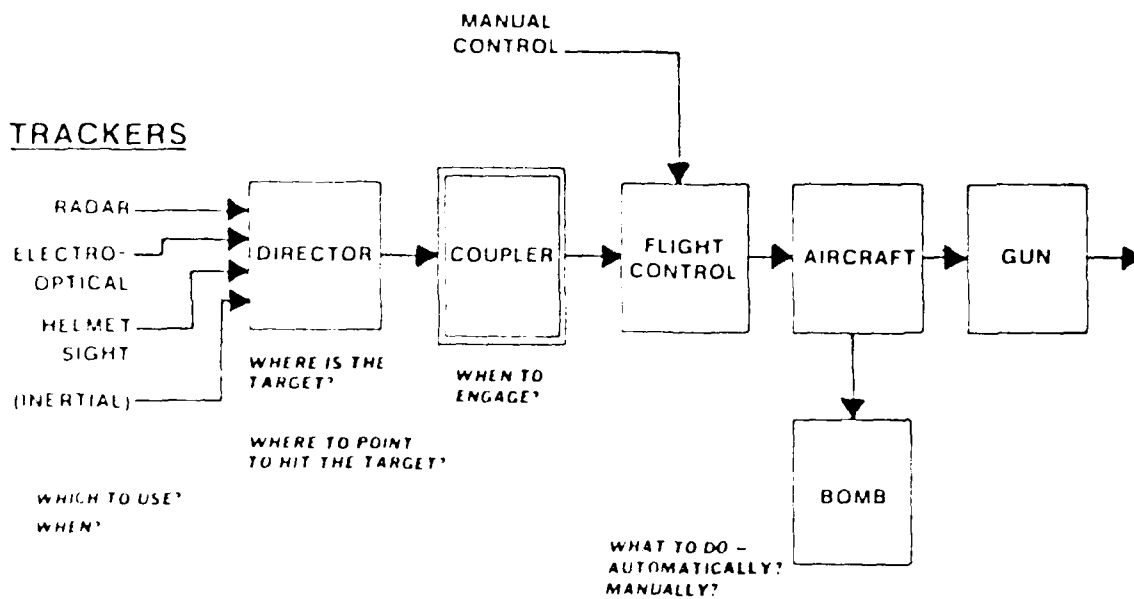 MANUAL
CONTROL
TRACKERS
RADAR
ELECTRO-
OPTICAL
HELMET
SIGHT
(INERTIAL)
DIRECTOR
COUPLER
FLIGHT
CONTROL
AIRCRAFT
GUN
BOMB
WHERE IS THE
TARGET?
WHERE TO POINT
TO HIT THE TARGET?
WHEN TO
ENGAGE?
WHICH TO USE?
WHEN?
WHAT TO DO –
AUTOMATICALLY?
MANUALLY?